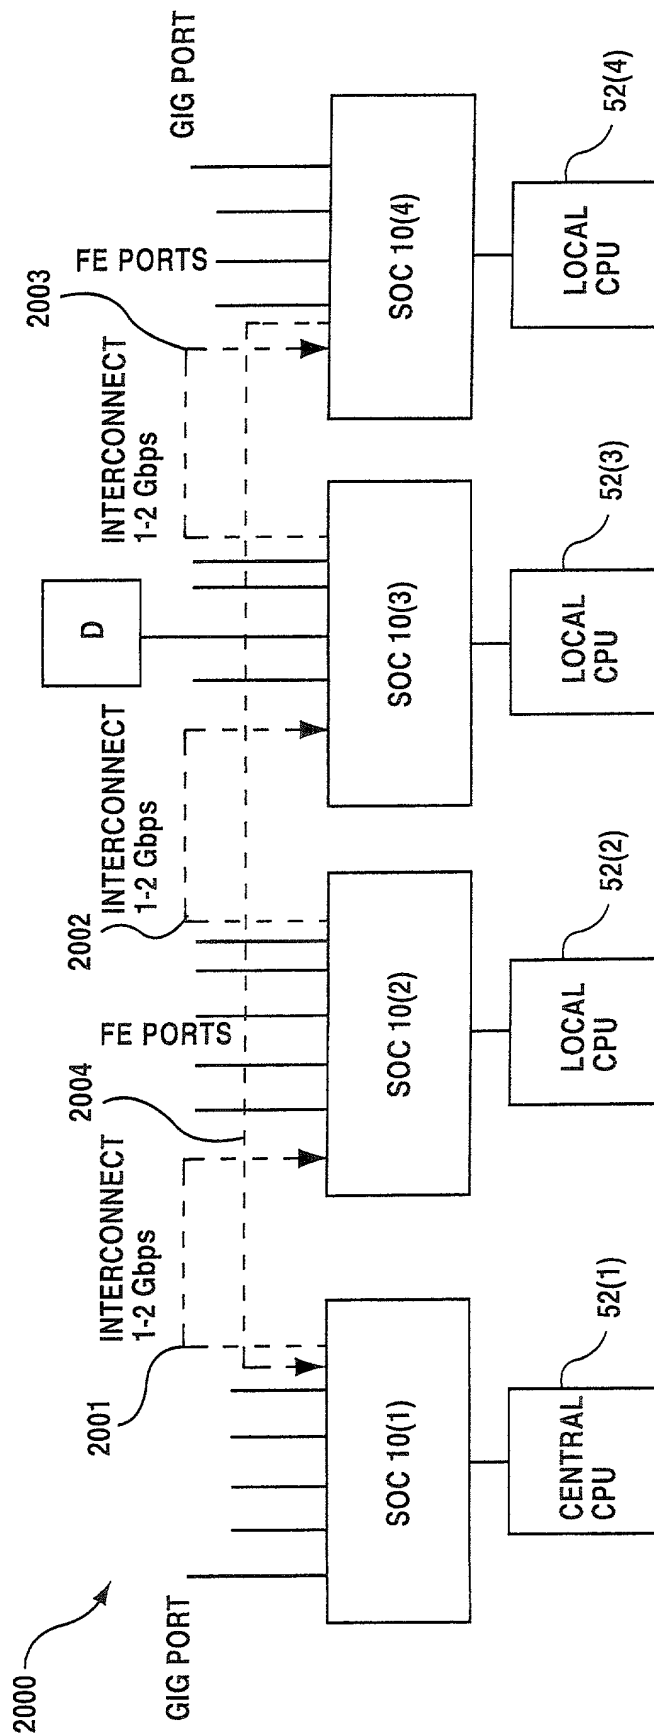 2000
GIG PORT
2001
INTERCONNECT
1-2 Gbps
2004
FE PORTS
2002
INTERCONNECT
1-2 Gbps
D
INTERCONNECT
1-2 Gbps
2003
FE PORTS
GIG PORT
SOC 10(1)
SOC 10(2)
SOC 10(3)
SOC 10(4)
CENTRAL
CPU
52(1)
LOCAL
CPU
52(2)
LOCAL
CPU
52(3)
LOCAL
CPU
52(4)